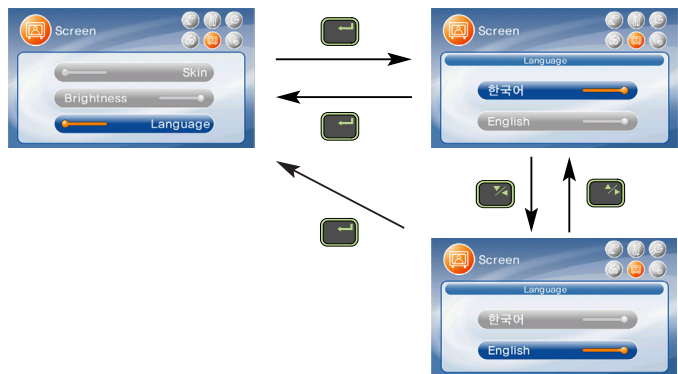 Screen
Skin
Brightness
Language
Screen
Language
한국어
English
Screen
Language
한국어
English